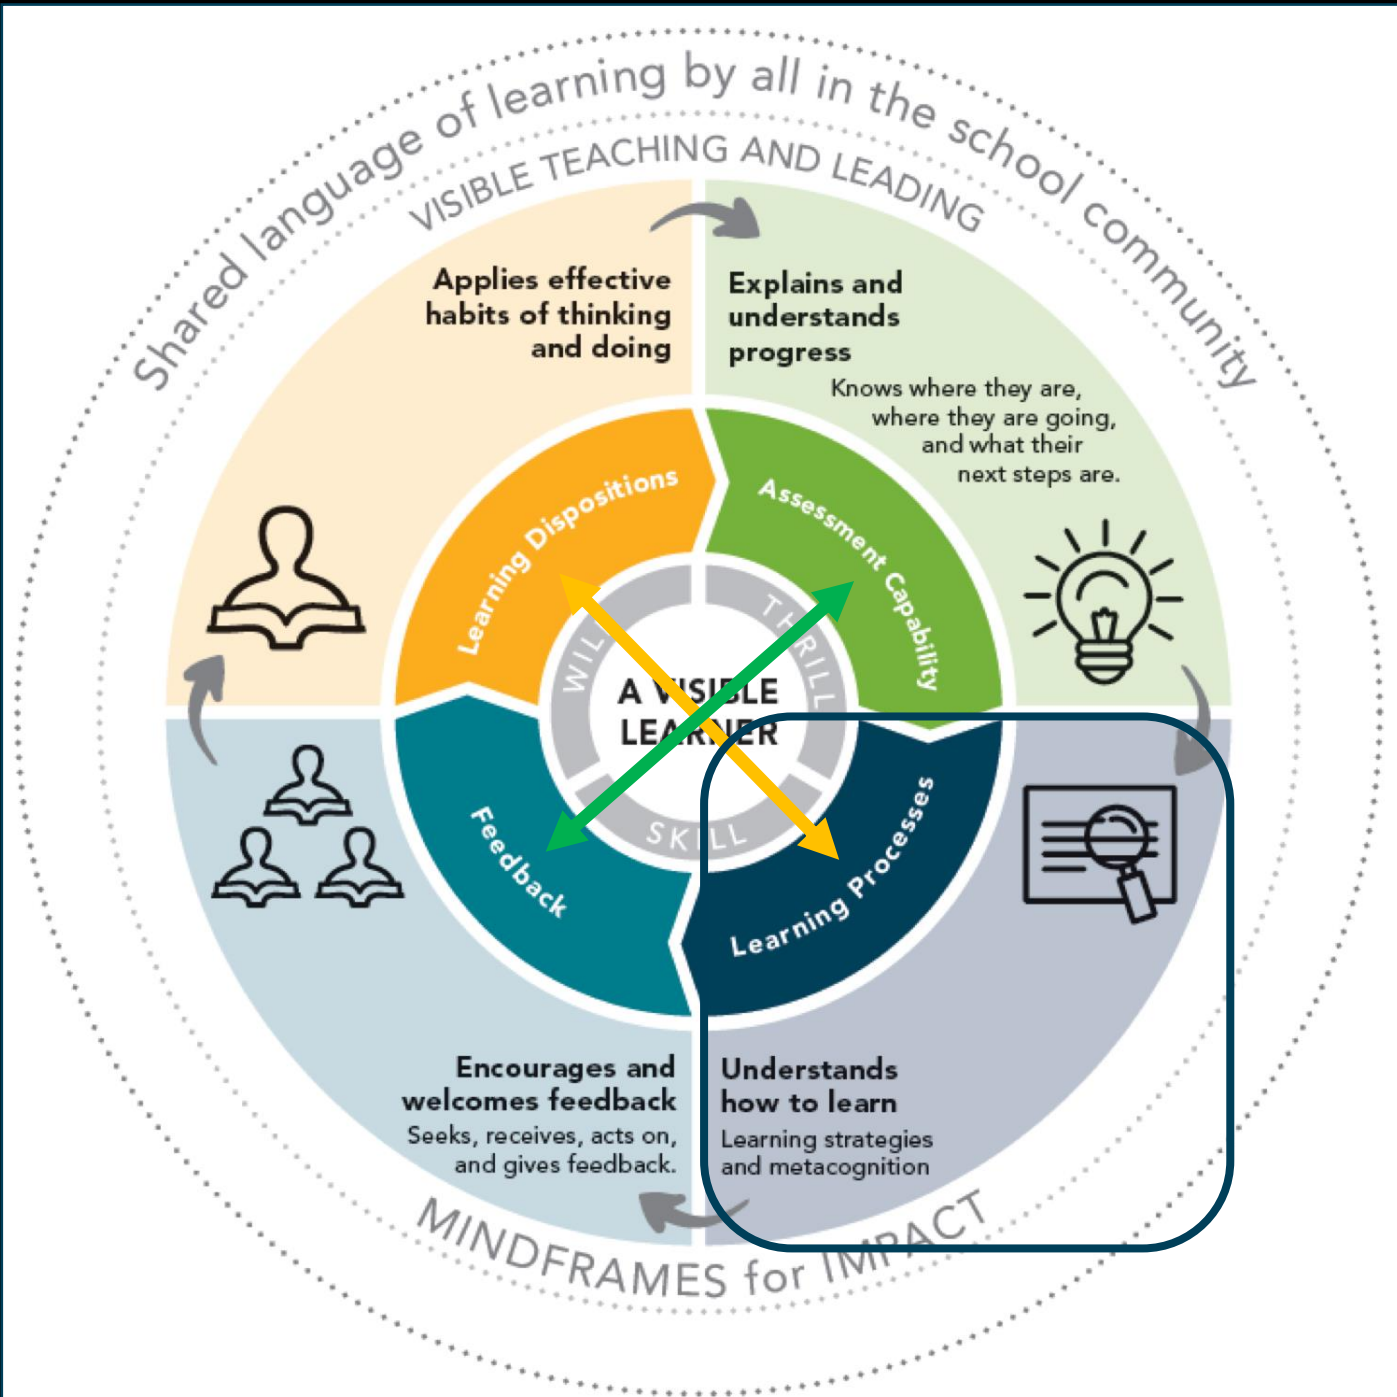 Shared language of learning by all in the school community
VISIBLE TEACHING AND LEADING
Applies effective
habits of thinking
and doing
Explains and
understands
progress
Knows where they are,
where they are going,
and what their
next steps are.
Learning Dispositions
Assessment Capability
WILL
THRILL
A VISIBLE
LEARNER
SKILL
Feedback
Learning Processes
Encourages and
welcomes feedback
Seeks, receives, acts on,
and gives feedback.
Understands
how to learn
Learning strategies
and metacognition
MINDFRAMES for IMPACT